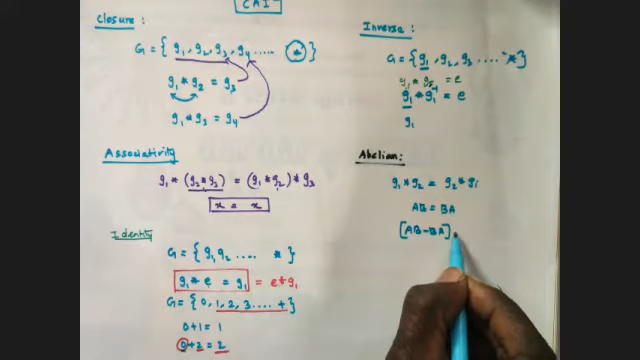 CAI
Closure:
G = { g₁, g₂, g₃, g₄ ..... * }
g₁ * g₂ = g₃
g₁ * g₃ = g₄
Associativity
g₁ * (g₂ * g₃) = (g₁ * g₂) * g₃
x = x
Identity
G = { g₁ g₂ .... * }
g₁ * e = g₁ = e * g₁
G = { 0, 1, 2, 3 .... + }
0+1 = 1
0+2 = 2
Inverse:
G = { g₁, g₂, g₃ .... * }
g₁ * g₅ = e
= e
g₁
Abelian:
g₁ * g₂ = g₂ * g₁
AB = BA
[AB - BA]